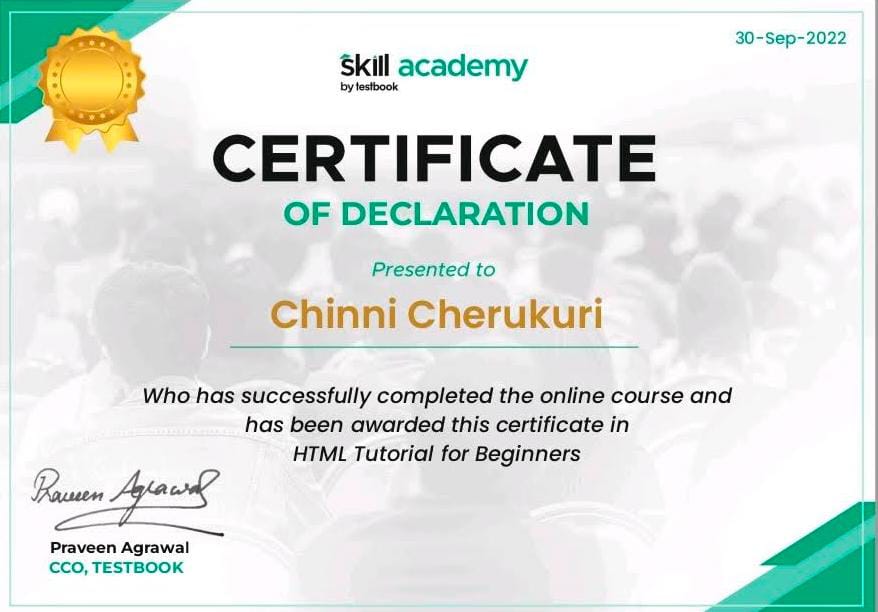 30-Sep-2022
skill academy
by testbook
CERTIFICATE
OF DECLARATION
Presented to
Chinni Cherukuri
Who has successfully completed the online course and
has been awarded this certificate in
HTML Tutorial for Beginners
Praveen Agrawal
Praveen Agrawal
CCO, TESTBOOK